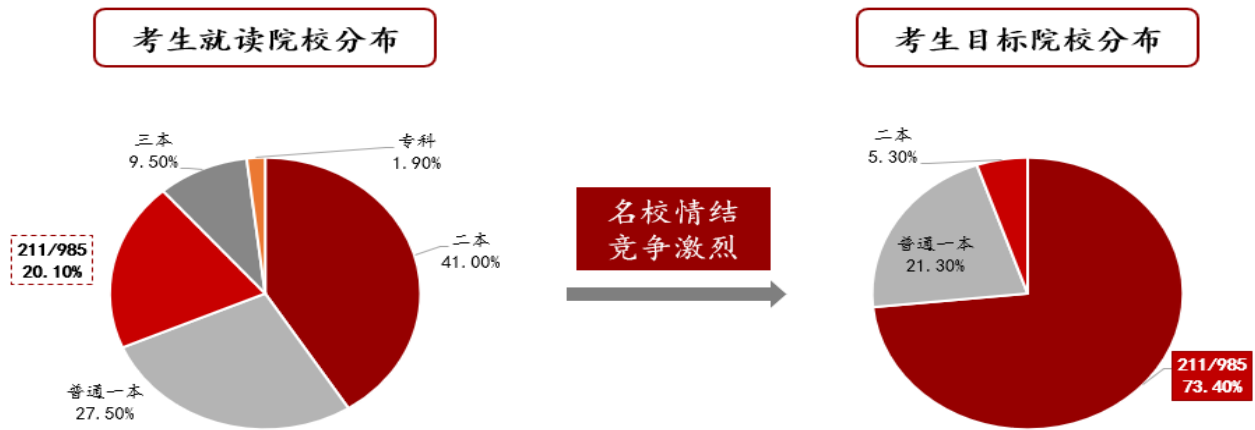 考生就读院校分布
考生目标院校分布
三本
9.50%
专科
1.90%
211/985
20.10%
二本
41.00%
普通一本
27.50%
名校情结
竞争激烈
二本
5.30%
普通一本
21.30%
211/985
73.40%